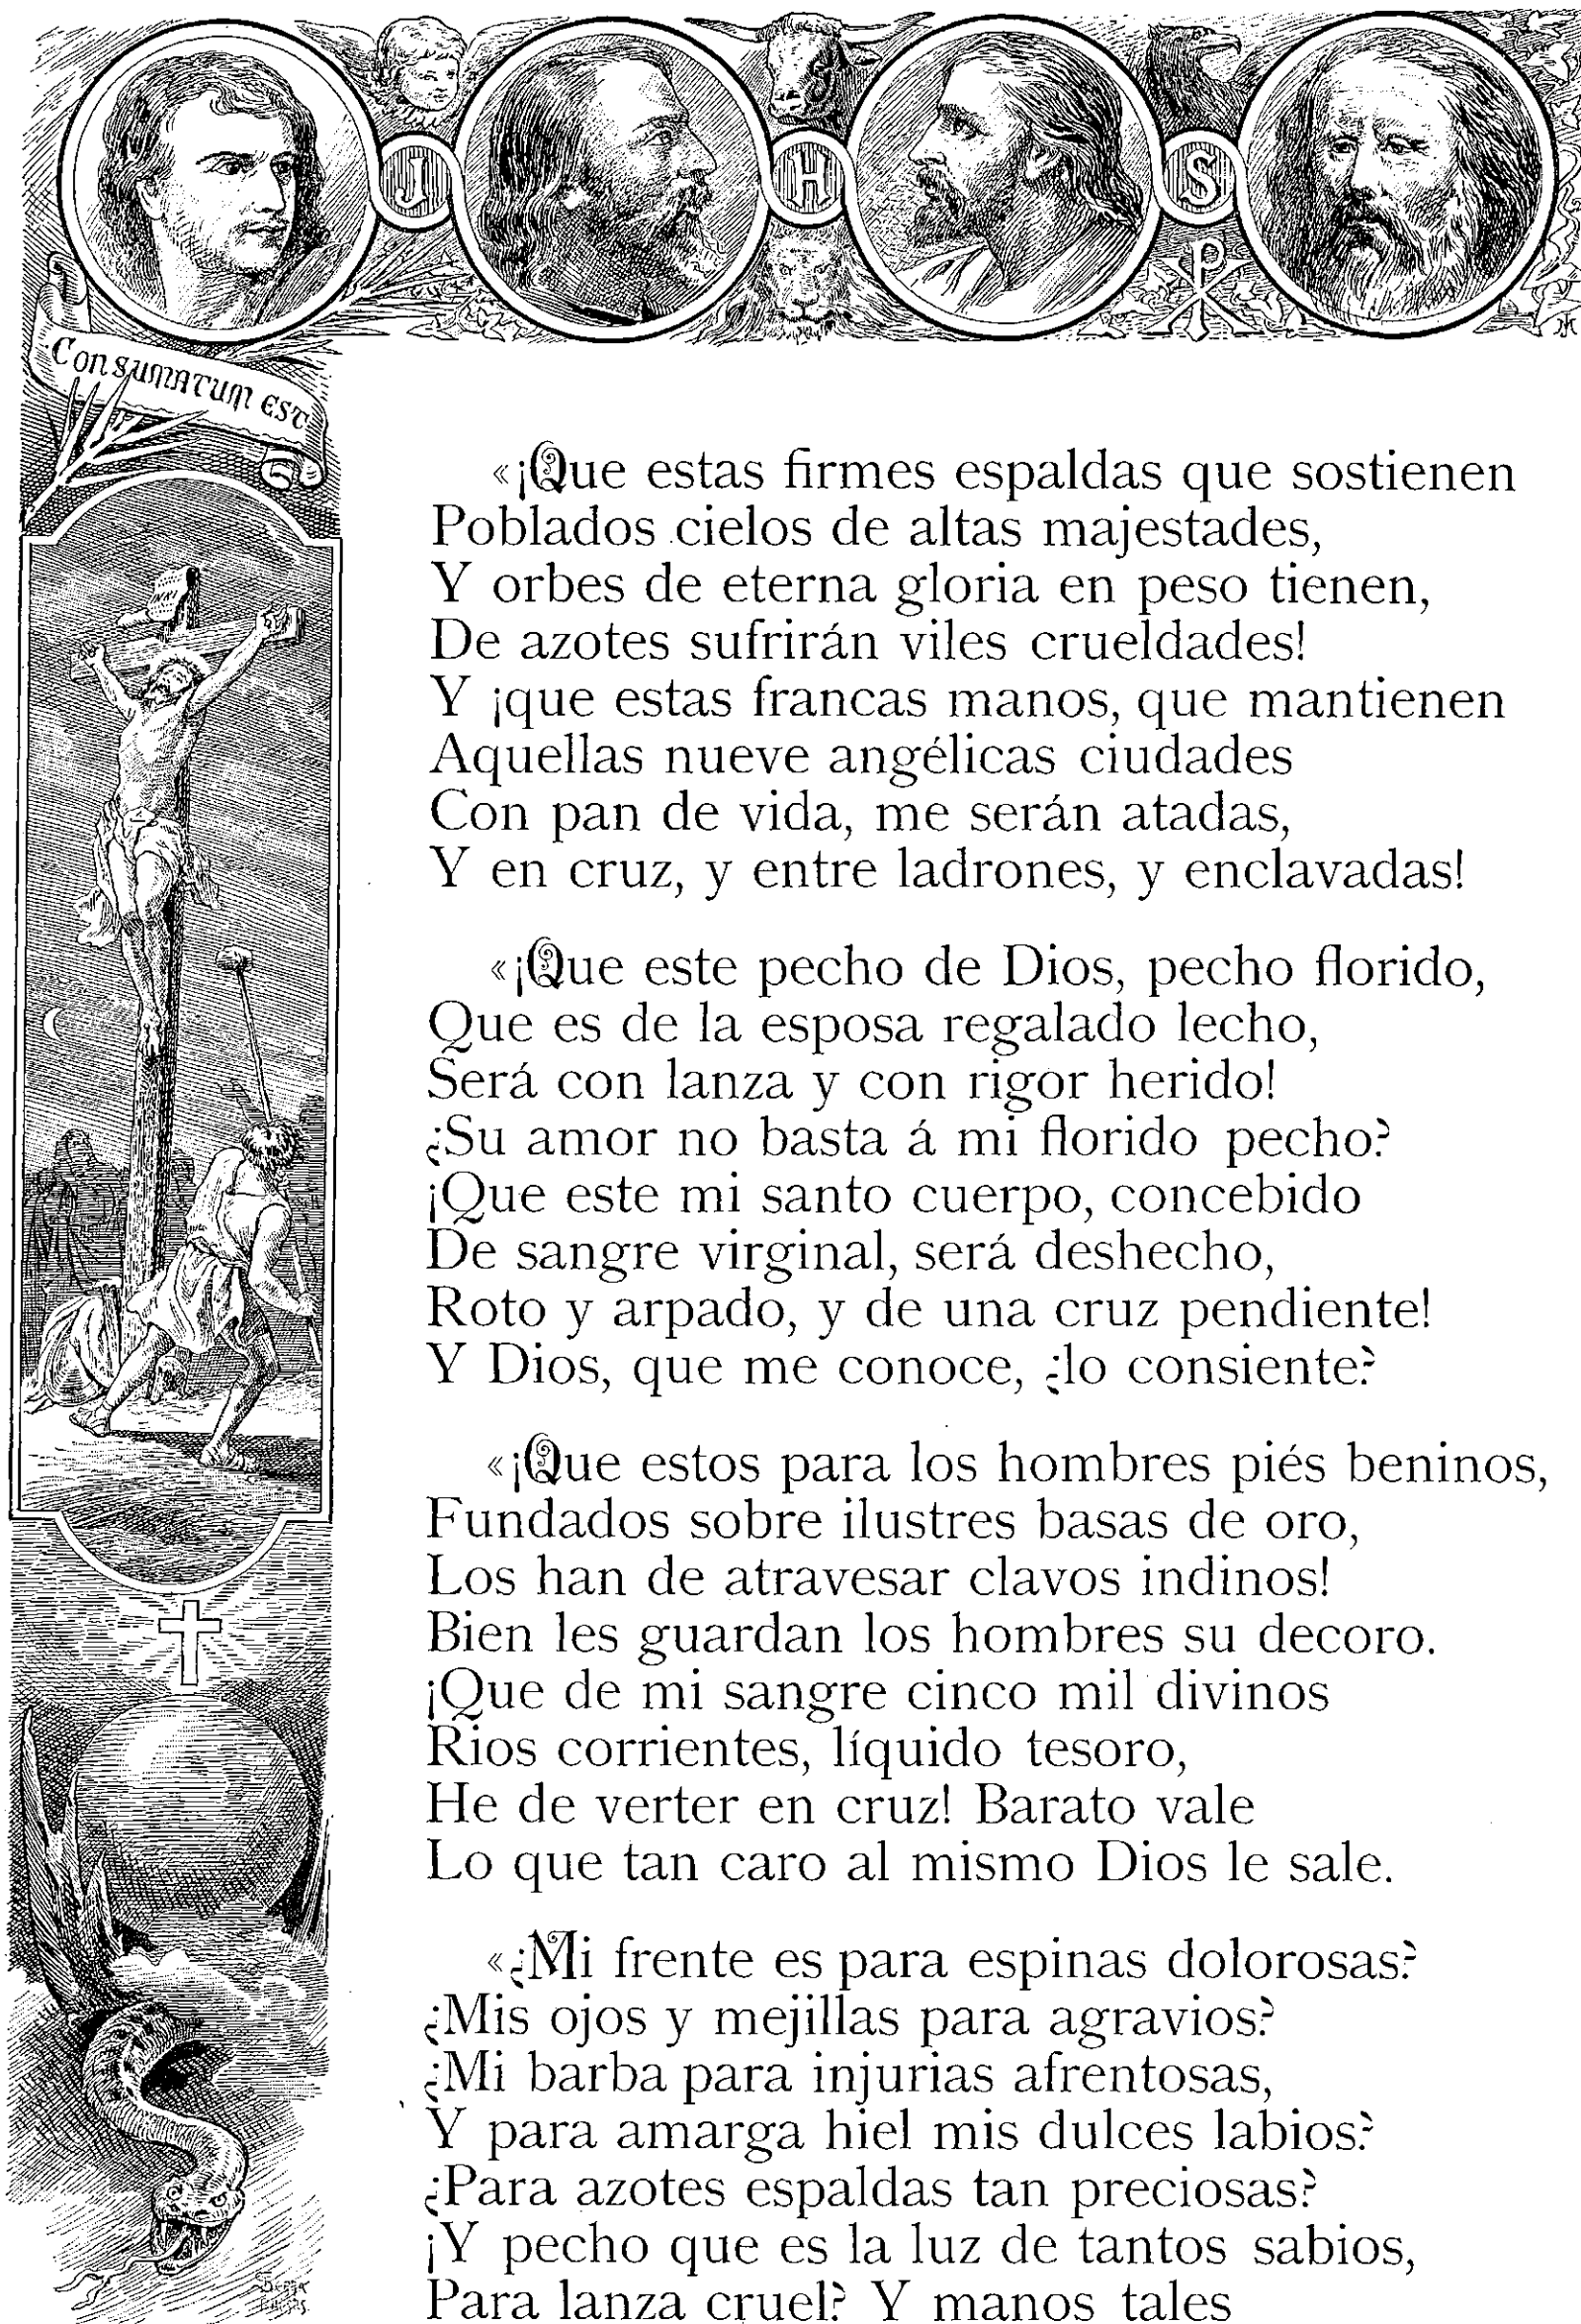 J H S
P
CONSUMATUM EST
INRI
«¡Que estas firmes espaldas que sostienen
Poblados cielos de altas majestades,
Y orbes de eterna gloria en peso tienen,
De azotes sufrirán viles crueldades!
Y ¡que estas francas manos, que mantienen
Aquellas nueve angélicas ciudades
Con pan de vida, me serán atadas,
Y en cruz, y entre ladrones, y enclavadas!
«¡Que este pecho de Dios, pecho florido,
Que es de la esposa regalado lecho,
Será con lanza y con rigor herido!
¿Su amor no basta á mi florido pecho?
¡Que este mi santo cuerpo, concebido
De sangre virginal, será deshecho,
Roto y arpado, y de una cruz pendiente!
Y Dios, que me conoce, ¿lo consiente?
«¡Que estos para los hombres piés beninos,
Fundados sobre ilustres basas de oro,
Los han de atravesar clavos indinos!
Bien les guardan los hombres su decoro.
¡Que de mi sangre cinco mil divinos
Rios corrientes, líquido tesoro,
He de verter en cruz! Barato vale
Lo que tan caro al mismo Dios le sale.
«¿Mi frente es para espinas dolorosas?
¿Mis ojos y mejillas para agravios?
¿Mi barba para injurias afrentosas,
Y para amarga hiel mis dulces labios?
¿Para azotes espaldas tan preciosas?
¡Y pecho que es la luz de tantos sabios,
Para lanza cruel? Y manos tales